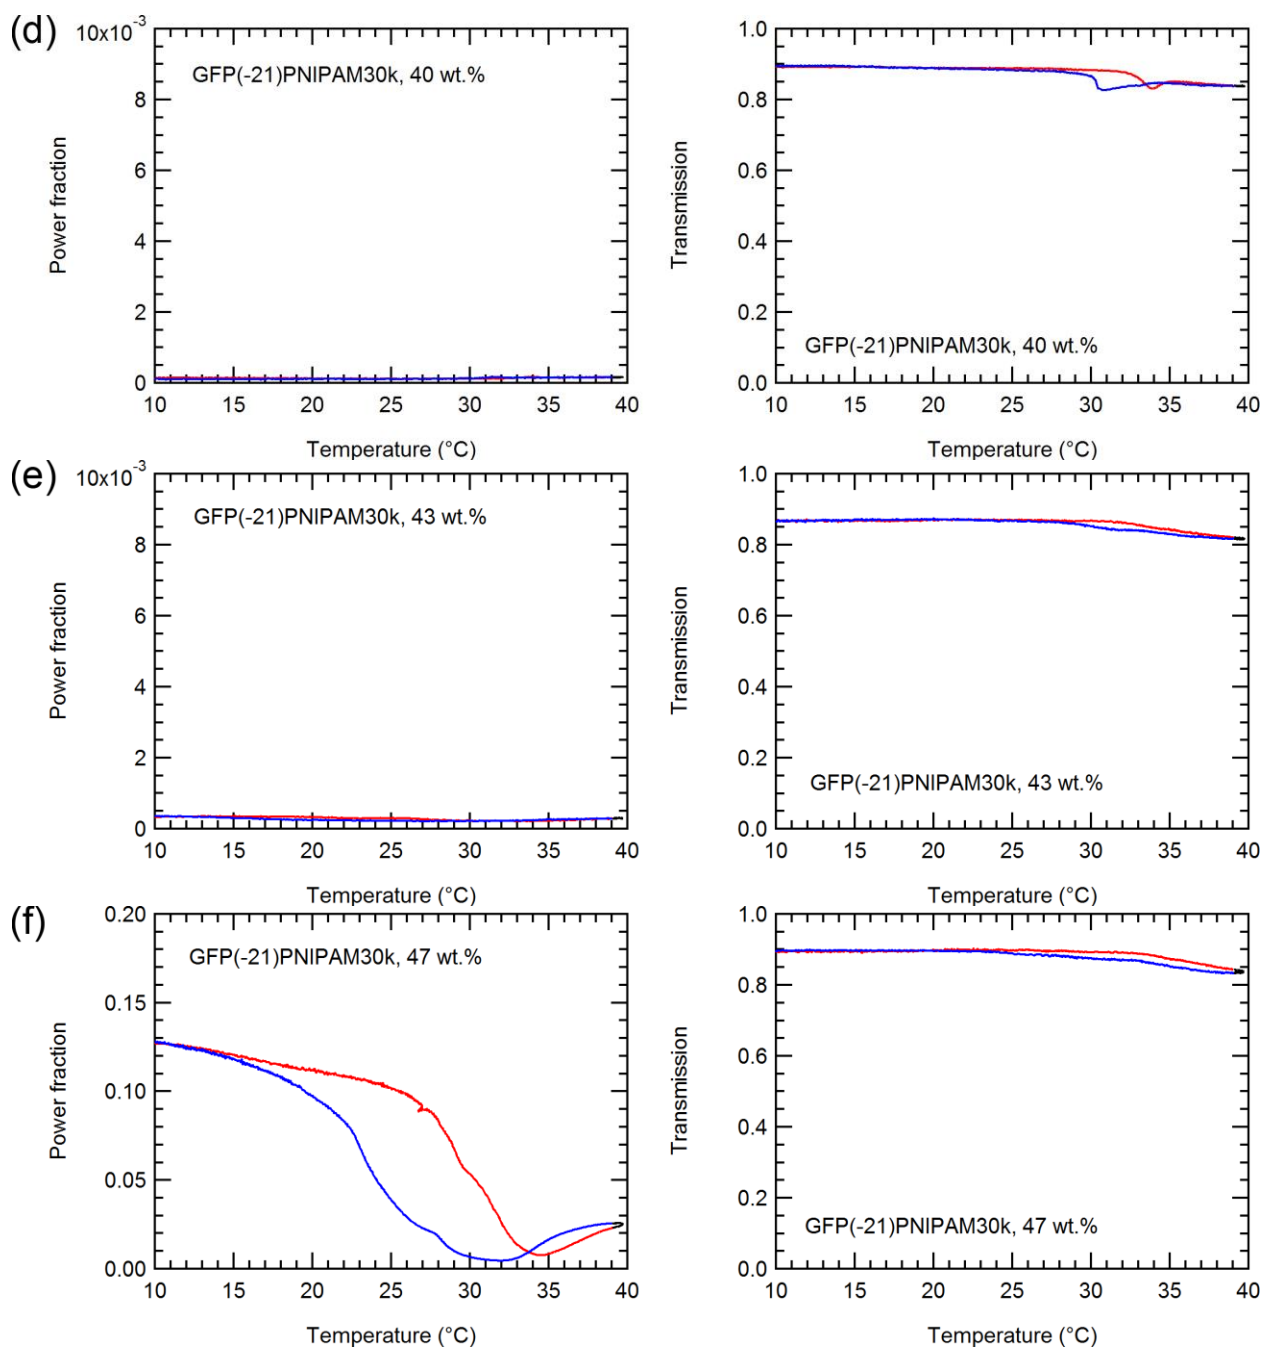 (d)
10x10⁻³
8
6
4
2
0
Power fraction
GFP(-21)PNIPAM30k, 40 wt.%
10 15 20 25 30 35 40
Temperature (°C)
1.0
0.8
0.6
0.4
0.2
0.0
Transmission
GFP(-21)PNIPAM30k, 40 wt.%
10 15 20 25 30 35 40
Temperature (°C)
(e)
10x10⁻³
8
6
4
2
0
Power fraction
GFP(-21)PNIPAM30k, 43 wt.%
10 15 20 25 30 35 40
Temperature (°C)
1.0
0.8
0.6
0.4
0.2
0.0
Transmission
GFP(-21)PNIPAM30k, 43 wt.%
10 15 20 25 30 35 40
Temperature (°C)
(f)
0.20
0.15
0.10
0.05
0.00
Power fraction
GFP(-21)PNIPAM30k, 47 wt.%
10 15 20 25 30 35 40
Temperature (°C)
1.0
0.8
0.6
0.4
0.2
0.0
Transmission
GFP(-21)PNIPAM30k, 47 wt.%
10 15 20 25 30 35 40
Temperature (°C)